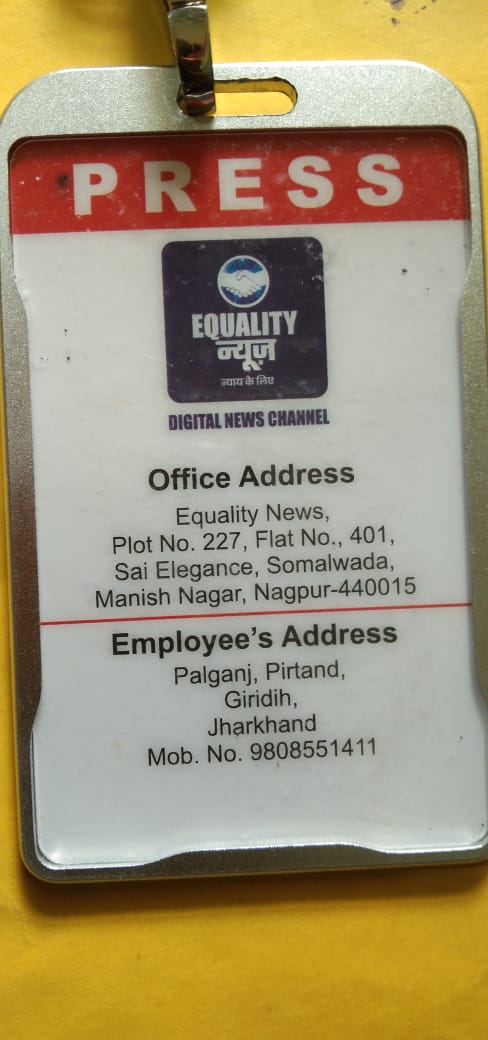 PRESS
EQUALITY
न्यूज़
न्याय के लिए
DIGITAL NEWS CHANNEL
Office Address
Equality News,
Plot No. 227, Flat No., 401,
Sai Elegance, Somalwada,
Manish Nagar, Nagpur-440015
Employee's Address
Palganj, Pirtand,
Giridih,
Jharkhand
Mob. No. 9808551411